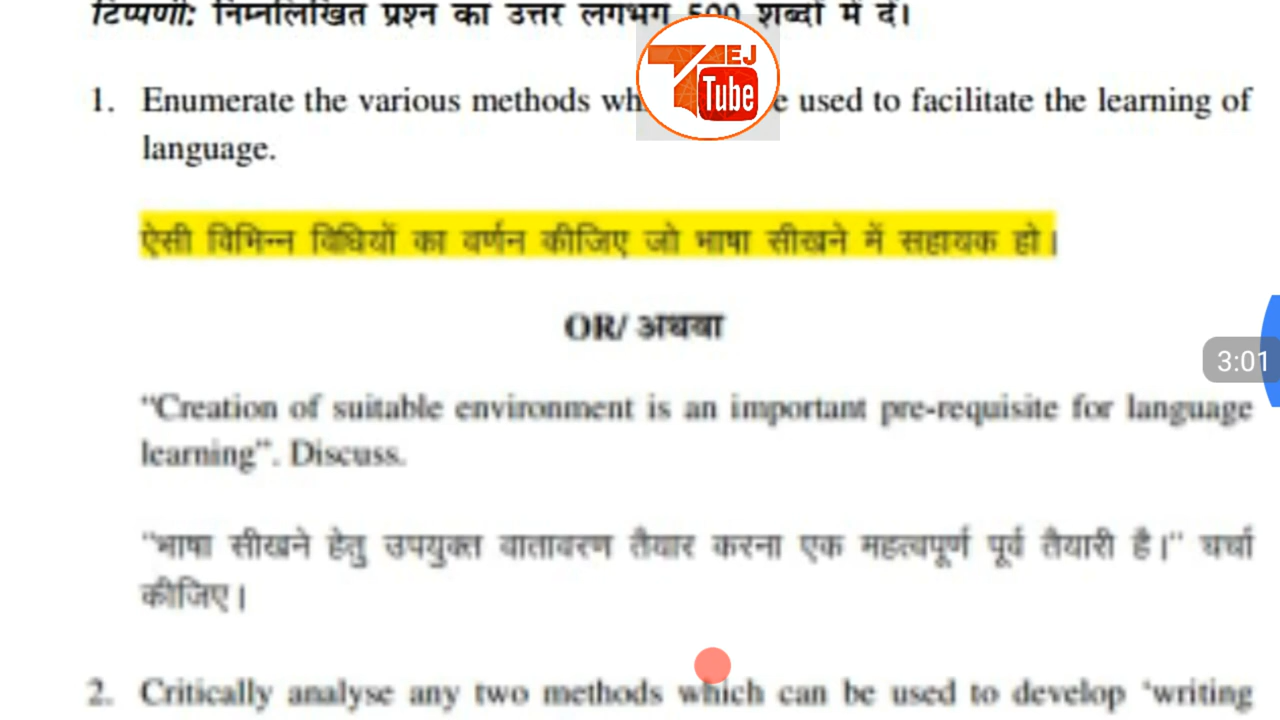 टिप्पणी: निम्नलिखित प्रश्न का उत्तर लगभग 500 शब्दों में दें।
EJ
Tube
1. Enumerate the various methods wh e used to facilitate the learning of
language.
ऐसी विभिन्न विधियों का वर्णन कीजिए जो भाषा सीखने में सहायक हो।
OR/ अथवा
"Creation of suitable environment is an important pre-requisite for language
3:01
learning". Discuss.
"भाषा सीखने हेतु उपयुक्त वातावरण तैयार करना एक महत्वपूर्ण पूर्व तैयारी है।" चर्चा
कीजिए।
2. Critically analyse any two methods which can be used to develop 'writing